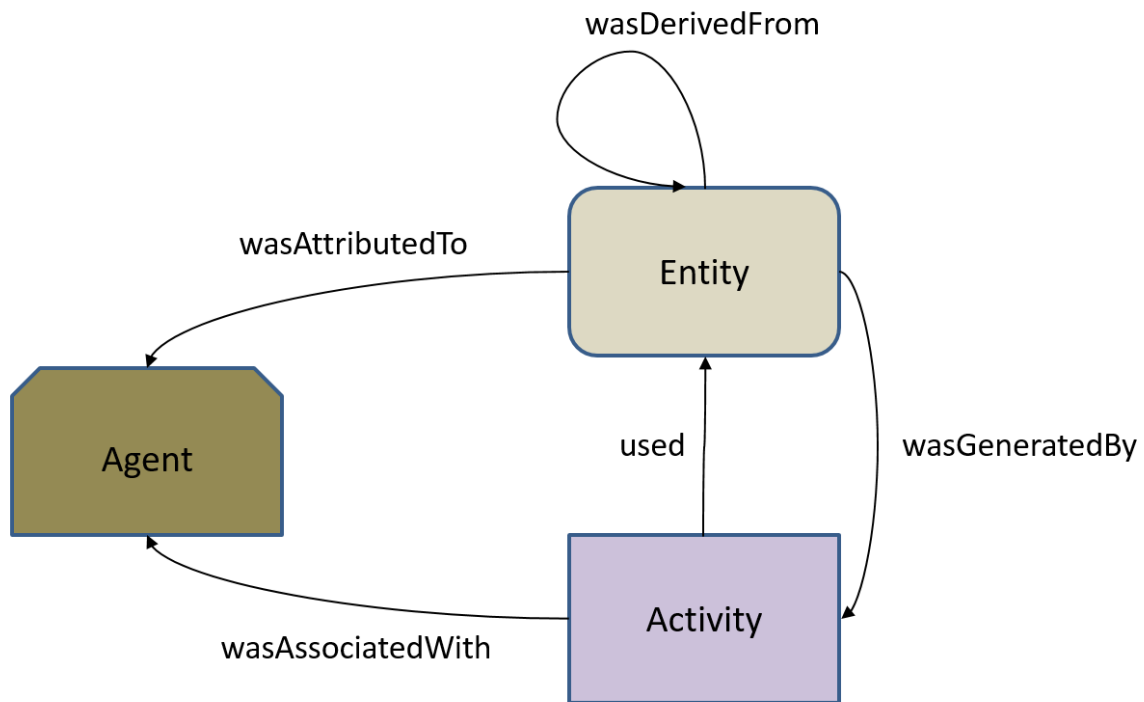 wasDerivedFrom
wasAttributedTo
Entity
Agent
used
wasGeneratedBy
Activity
wasAssociatedWith